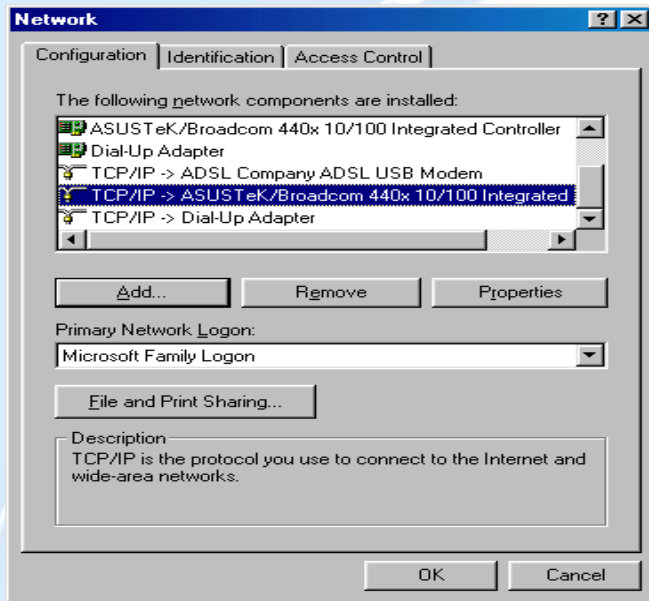 Network
Configuration Identification Access Control
The following network components are installed:
ASUSTeK/Broadcom 440x 10/100 Integrated Controller
Dial-Up Adapter
TCP/IP -> ADSL Company ADSL USB Modem
TCP/IP -> ASUSTeK/Broadcom 440x 10/100 Integrated
TCP/IP -> Dial-Up Adapter
Add... Remove Properties
Primary Network Logon:
Microsoft Family Logon
File and Print Sharing...
Description
TCP/IP is the protocol you use to connect to the Internet and
wide-area networks.
OK Cancel